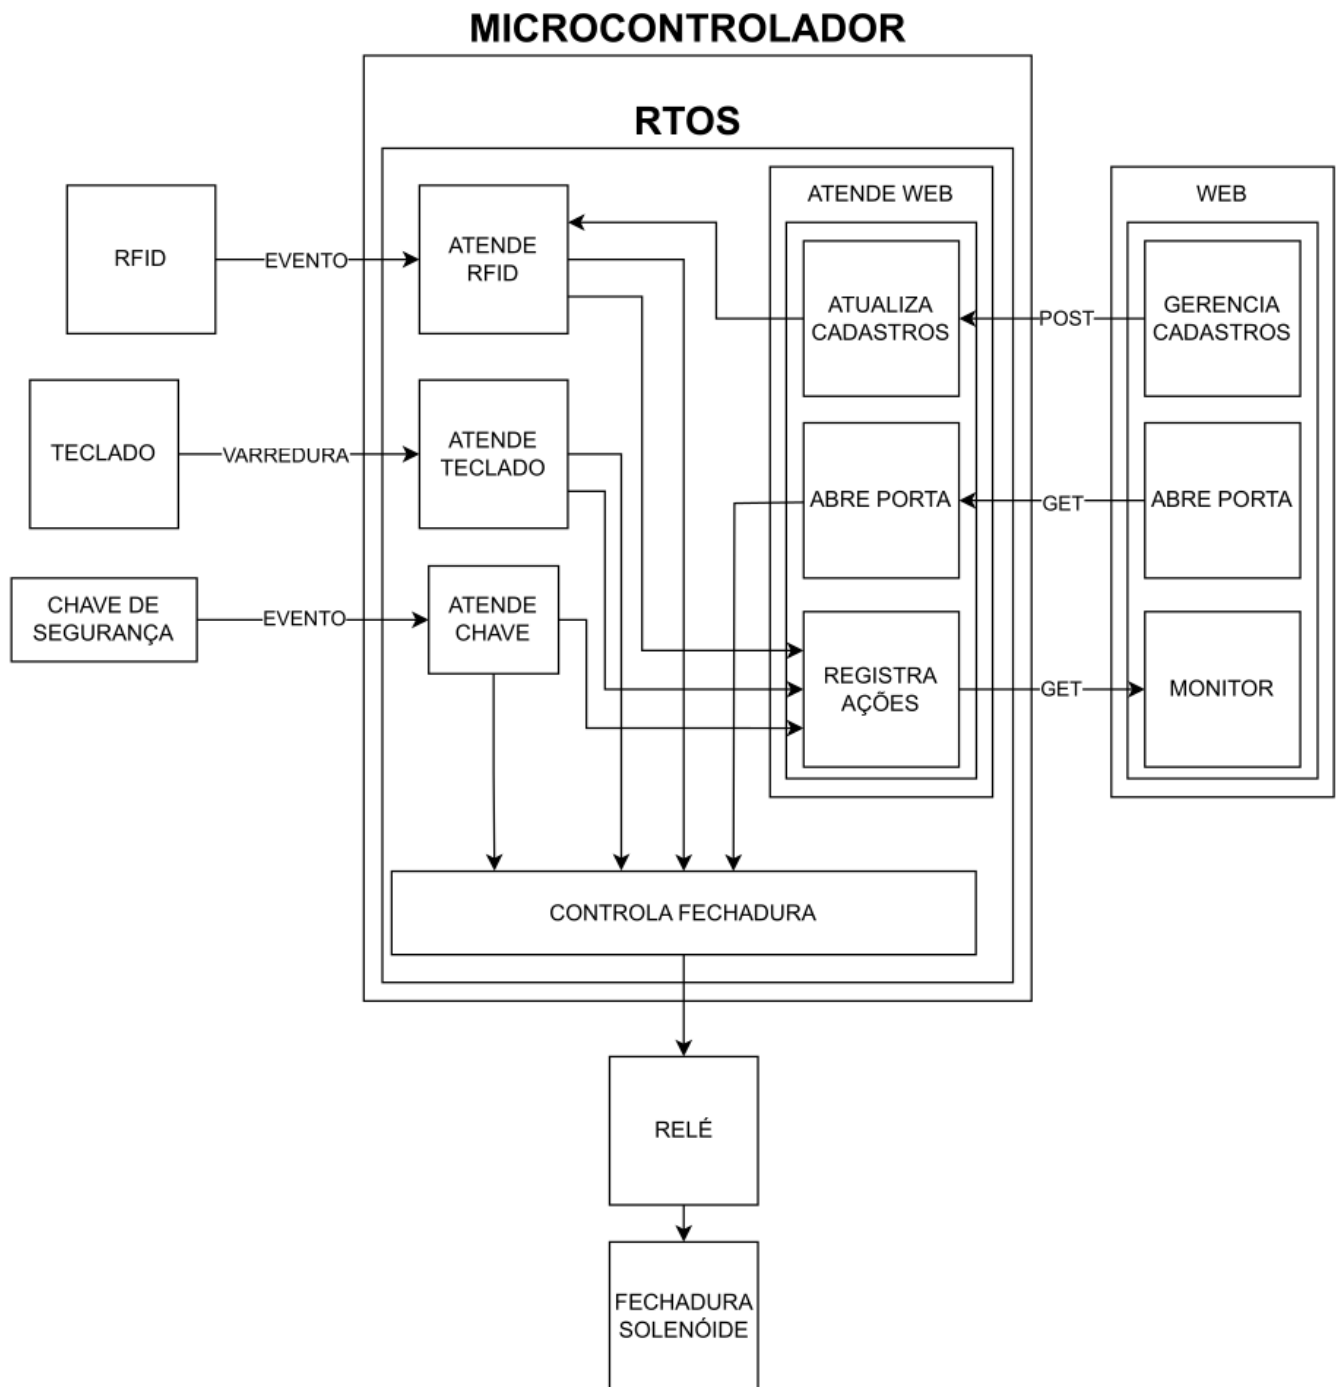 MICROCONTROLADOR
RTOS
ATENDE WEB
WEB
RFID
EVENTO
ATENDE
RFID
ATUALIZA
CADASTROS
POST
GERENCIA
CADASTROS
TECLADO
VARREDURA
ATENDE
TECLADO
ABRE PORTA
GET
ABRE PORTA
CHAVE DE
SEGURANÇA
EVENTO
ATENDE
CHAVE
REGISTRA
AÇÕES
GET
MONITOR
CONTROLA FECHADURA
RELÉ
FECHADURA
SOLENÓIDE